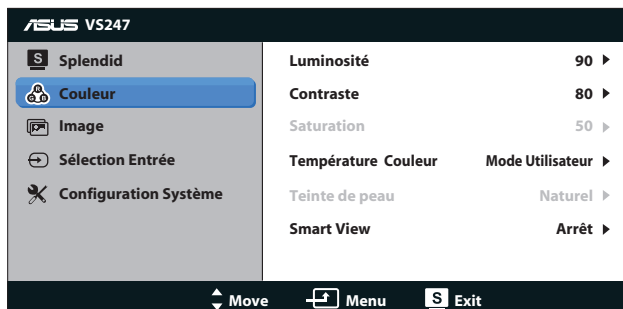 ASUS VS247
S Splendid
Couleur
Image
Sélection Entrée
Configuration Système
Luminosité 90
Contraste 80
Saturation 50
Température Couleur Mode Utilisateur
Teinte de peau Naturel
Smart View Arrêt
Move Menu S Exit